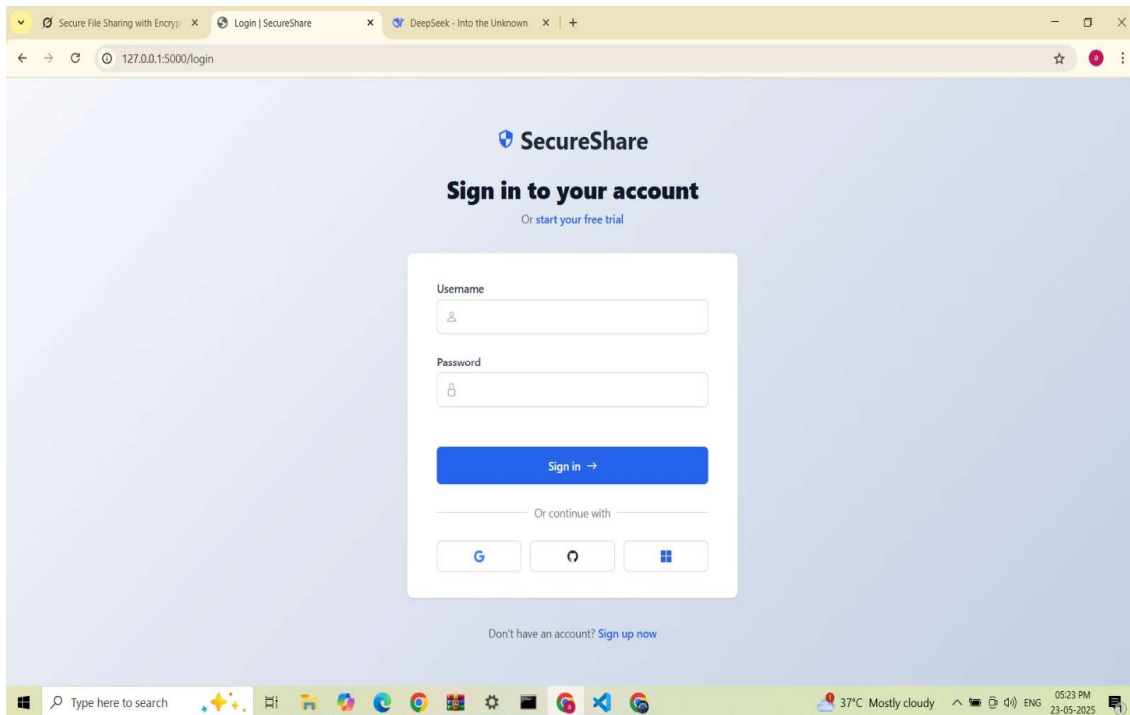 Secure File Sharing with Encryp
Login | SecureShare
DeepSeek - Into the Unknown
127.0.0.1:5000/login
a
SecureShare
Sign in to your account
Or start your free trial
Username
Password
Sign in →
Or continue with
G
Don't have an account? Sign up now
Type here to search
37°C Mostly cloudy
ENG
05:23 PM
23-05-2025
1